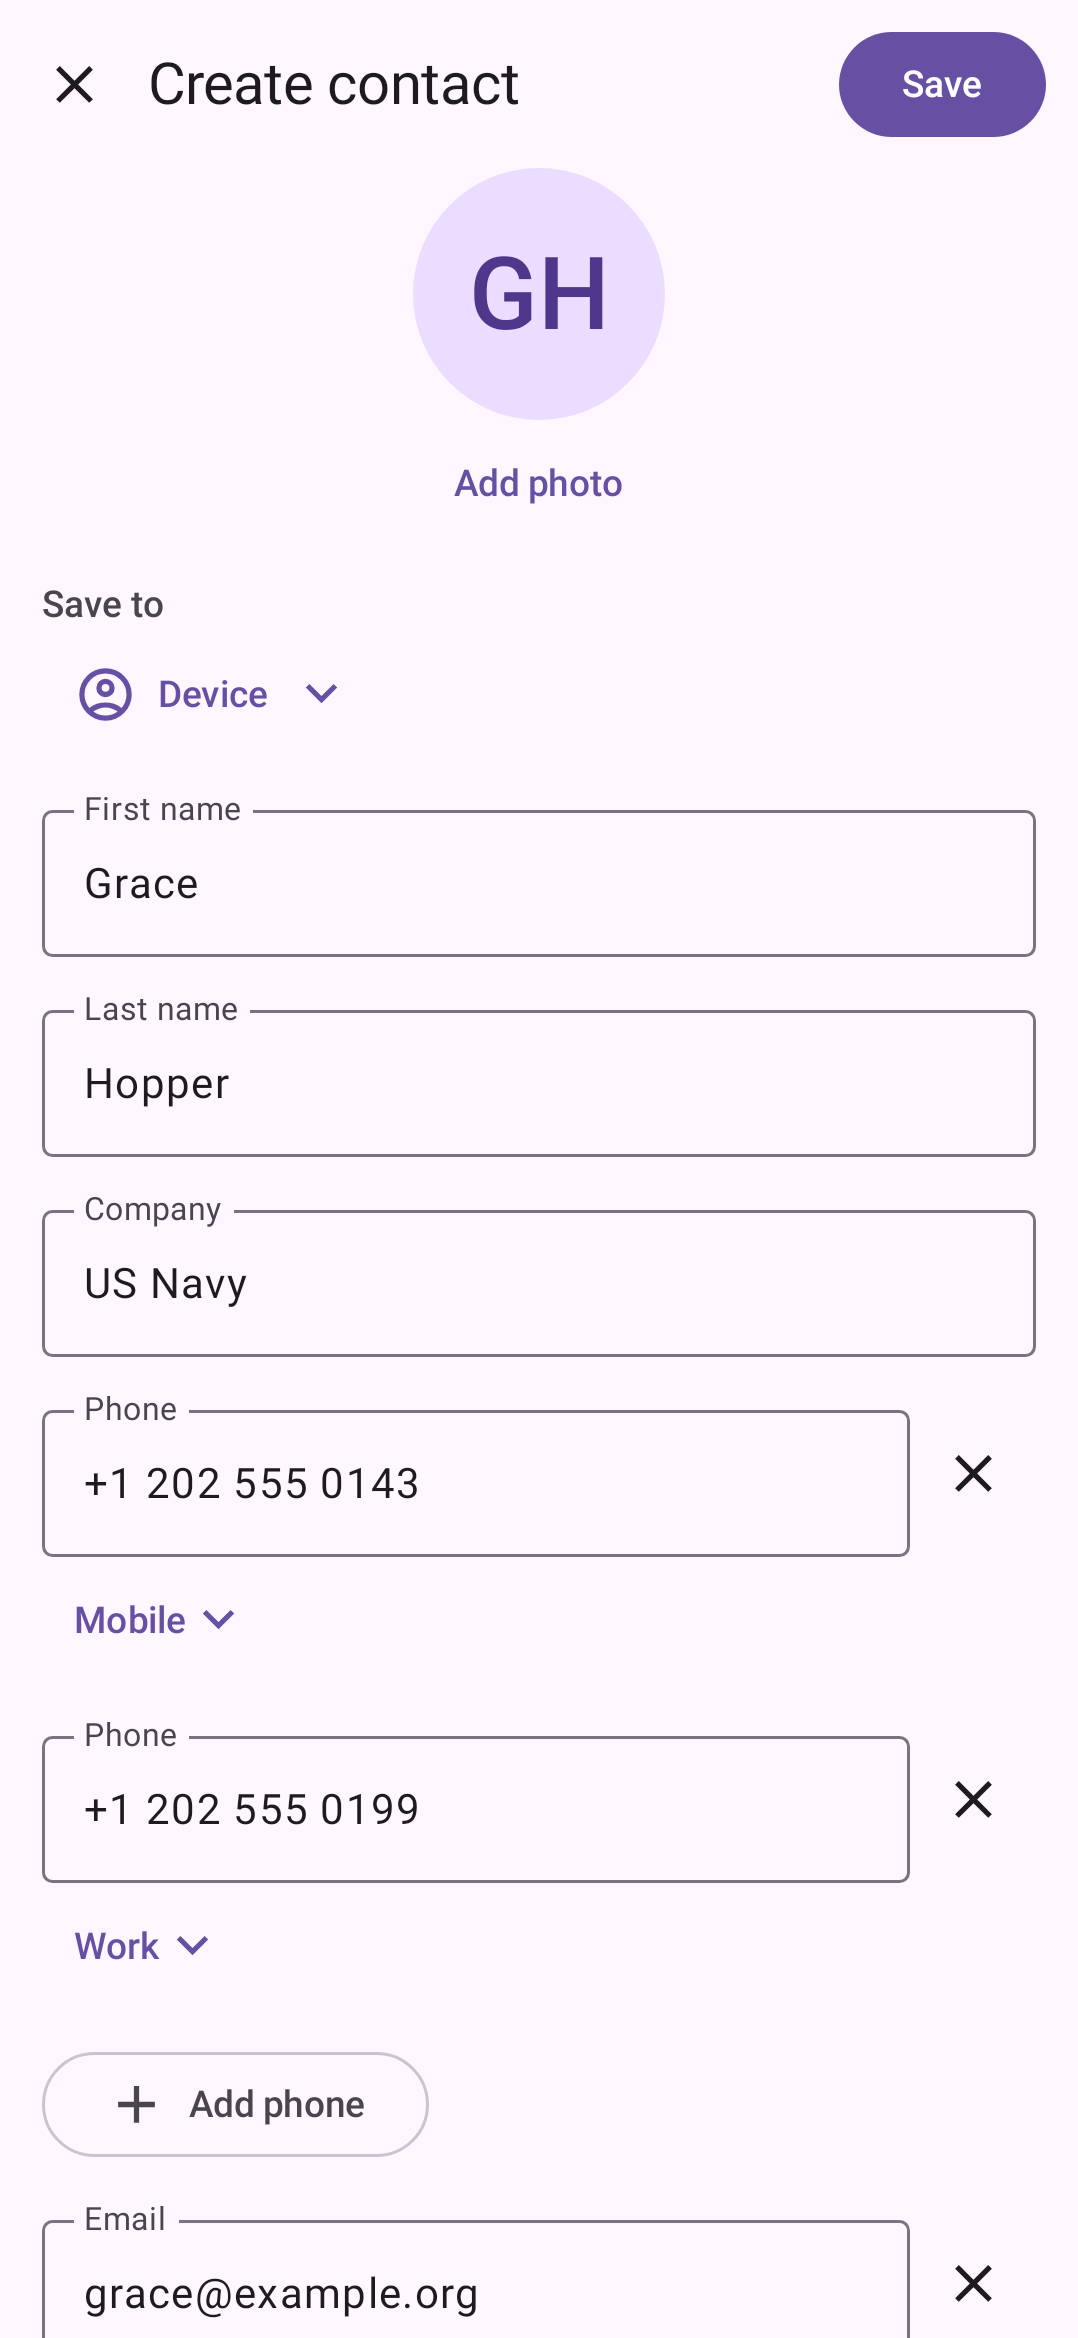 Create contact
Save
GH
Add photo
Save to
Device
First name
Grace
Last name
Hopper
Company
US Navy
Phone
+1 202 555 0143
Mobile
Phone
+1 202 555 0199
Work
Add phone
Email
grace@example.org